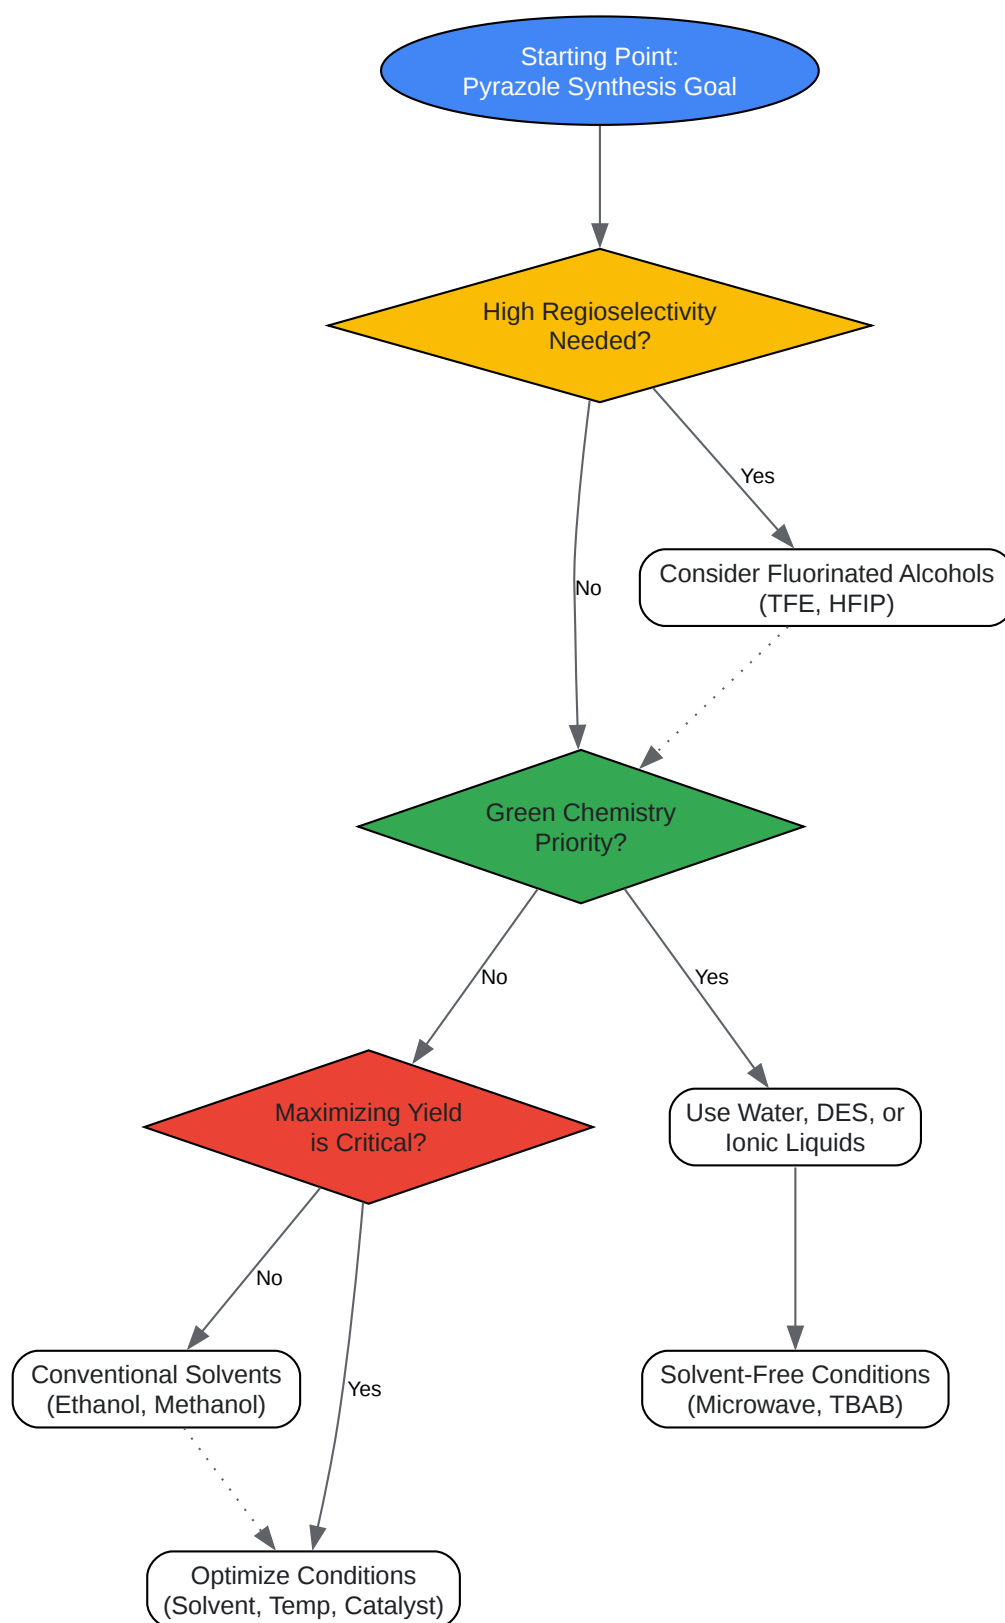 Starting Point:
Pyrazole Synthesis Goal
High Regioselectivity
Needed?
Yes
Consider Fluorinated Alcohols
(TFE, HFIP)
No
Green Chemistry
Priority?
No
Yes
Maximizing Yield
is Critical?
Use Water, DES, or
Ionic Liquids
No
Yes
Conventional Solvents
(Ethanol, Methanol)
Solvent-Free Conditions
(Microwave, TBAB)
Optimize Conditions
(Solvent, Temp, Catalyst)